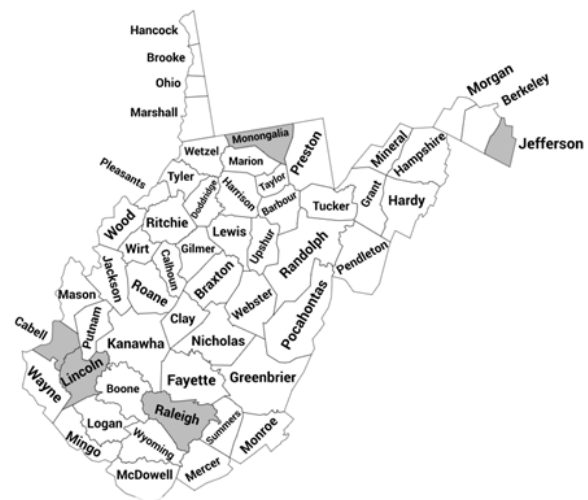 Hancock
Brooke
Ohio
Marshall
Morgan
Berkeley
Jefferson
Monongalia
Wetzel
Marion
Preston
Mineral
Hampshire
Pleasants
Tyler
Doddridge
Harrison
Taylor
Barbour
Tucker
Grant
Hardy
Wood
Ritchie
Lewis
Upshur
Randolph
Pendleton
Wirt
Calhoun
Gilmer
Braxton
Webster
Pocahontas
Mason
Jackson
Roane
Clay
Nicholas
Cabell
Putnam
Kanawha
Wayne
Lincoln
Boone
Fayette
Greenbrier
Logan
Raleigh
Summers
Monroe
Mingo
Wyoming
McDowell
Mercer